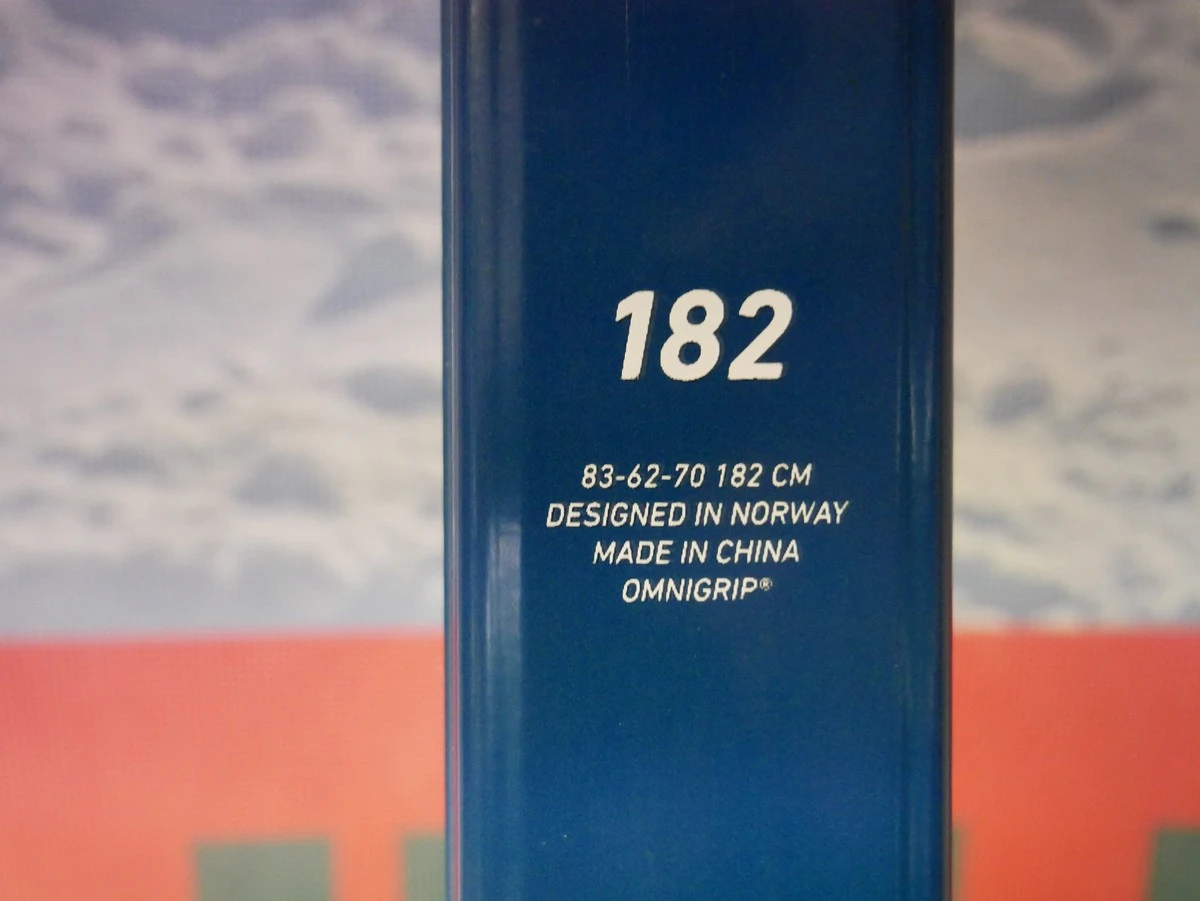 182
83-62-70 182 CM
DESIGNED IN NORWAY
MADE IN CHINA
OMNIGRIP®